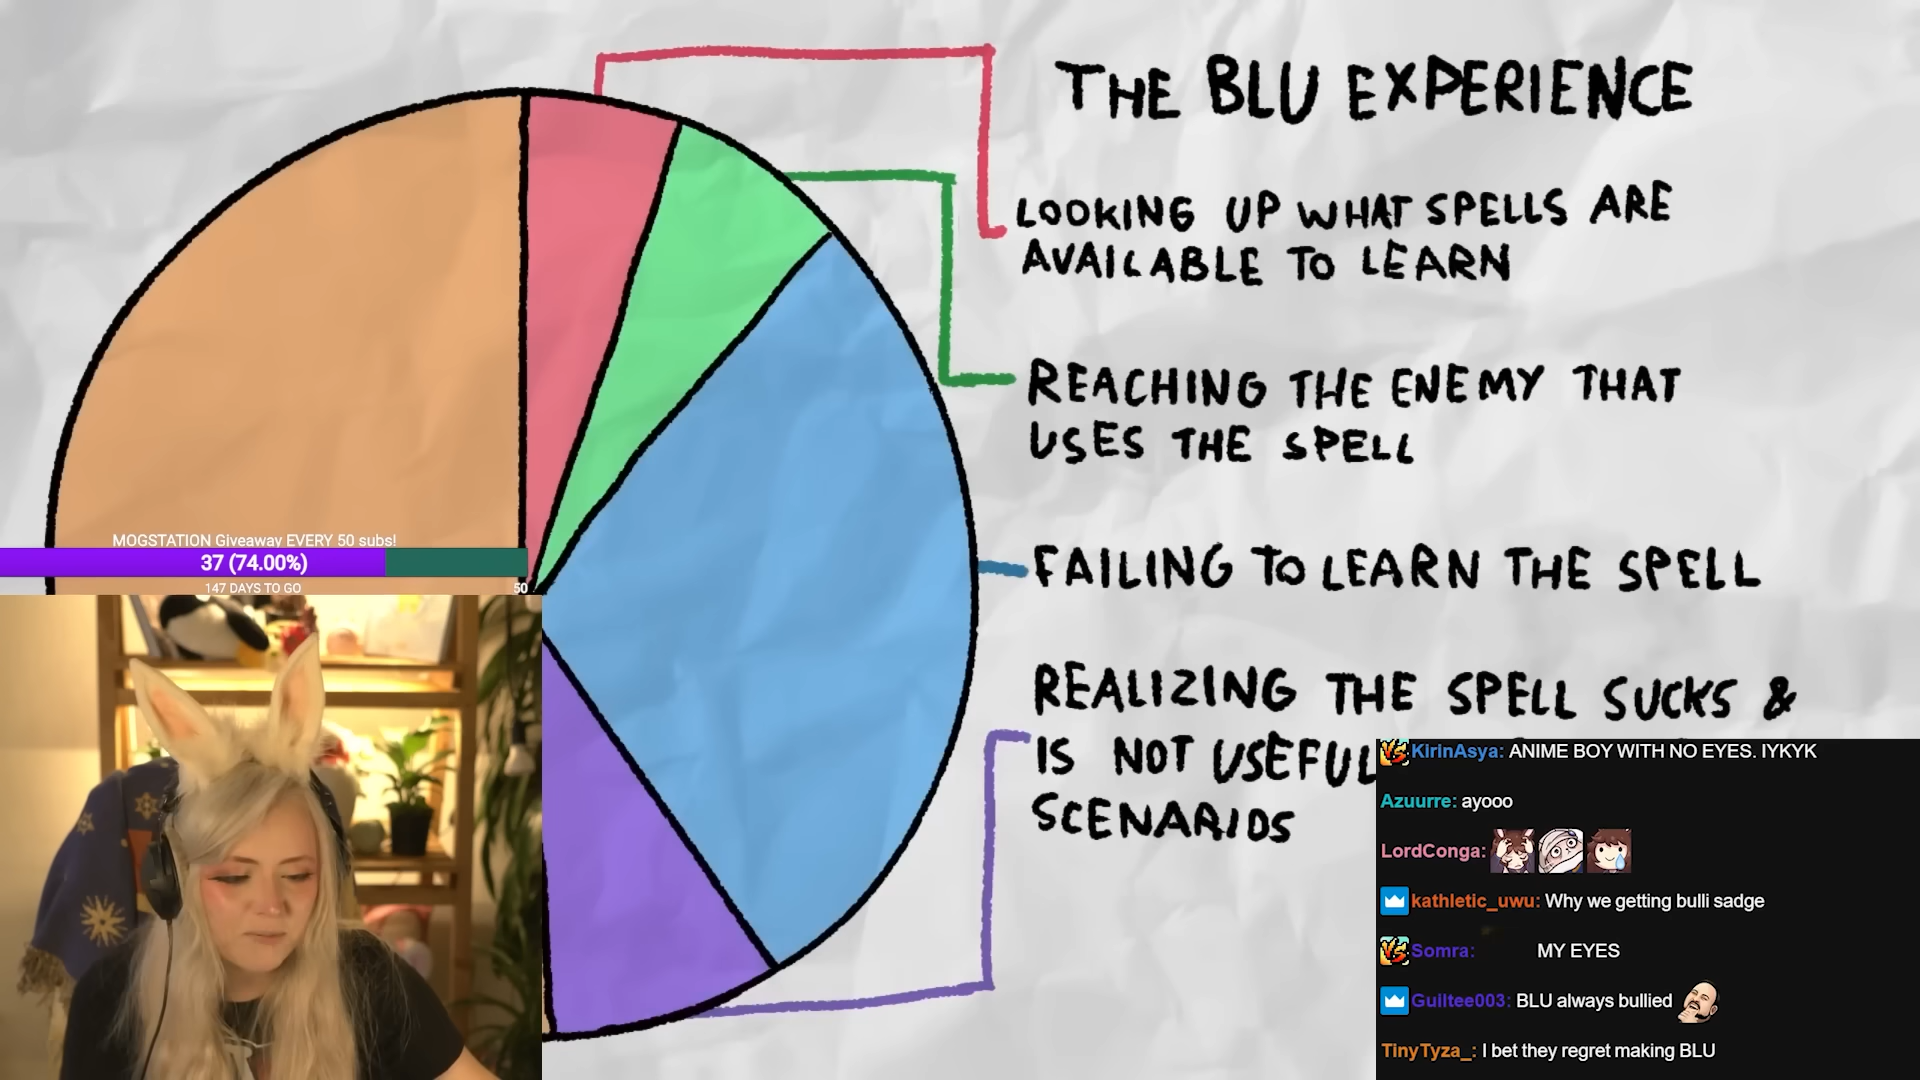 THE BLU EXPERIENCE
LOOKING UP WHAT SPELLS ARE
AVAILABLE TO LEARN
REACHING THE ENEMY THAT
USES THE SPELL
FAILING TO LEARN THE SPELL
REALIZING THE SPELL SUCKS &
IS NOT USEFUL
SCENARIOS
MOGSTATION Giveaway EVERY 50 subs!
37 (74.00%)
147 DAYS TO GO
50
KirinAsya: ANIME BOY WITH NO EYES. IYKYK
Azuurre: ayooo
LordConga:
kathletic_uwu: Why we getting bulli sadge
Somra: MY EYES
Guiltee003: BLU always bullied
TinyTyza_: I bet they regret making BLU